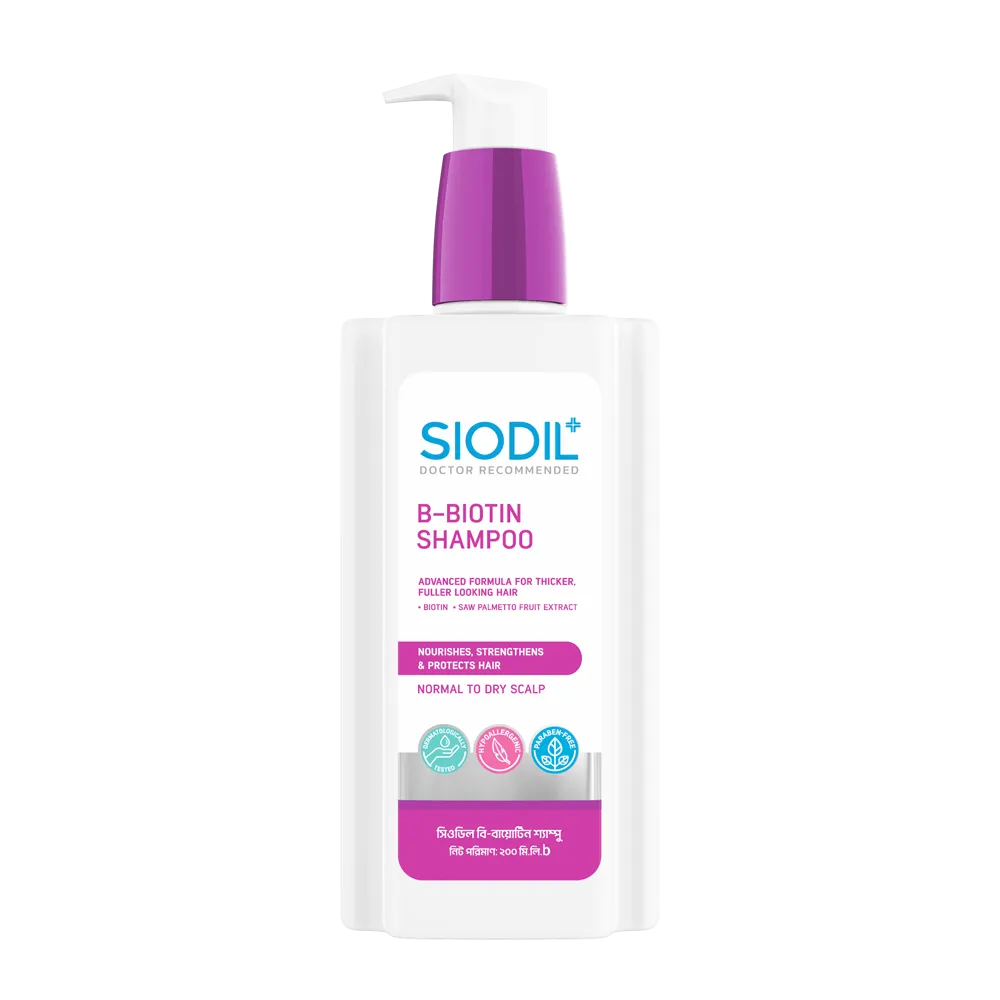 SIODIL+
DOCTOR RECOMMENDED
B-BIOTIN
SHAMPOO
ADVANCED FORMULA FOR THICKER,
FULLER LOOKING HAIR
• BIOTIN • SAW PALMETTO FRUIT EXTRACT
NOURISHES, STRENGTHENS
& PROTECTS HAIR
NORMAL TO DRY SCALP
DERMATOLOGICALLY TESTED
HYPOALLERGENIC
PARABEN-FREE
সিওডিল বি-বায়োটিন শ্যাম্পু
নিট পরিমাণ: ২০০ মি.লি.b